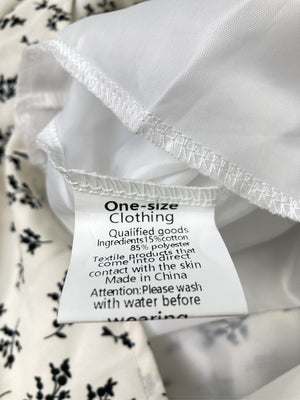 One-size
Clothing
Qualified goods
Ingredients15%cotton
85% polyester
Textile products that
come into direct
contact with the skin
Made in China
Attention:Please wash
with water before
wearing